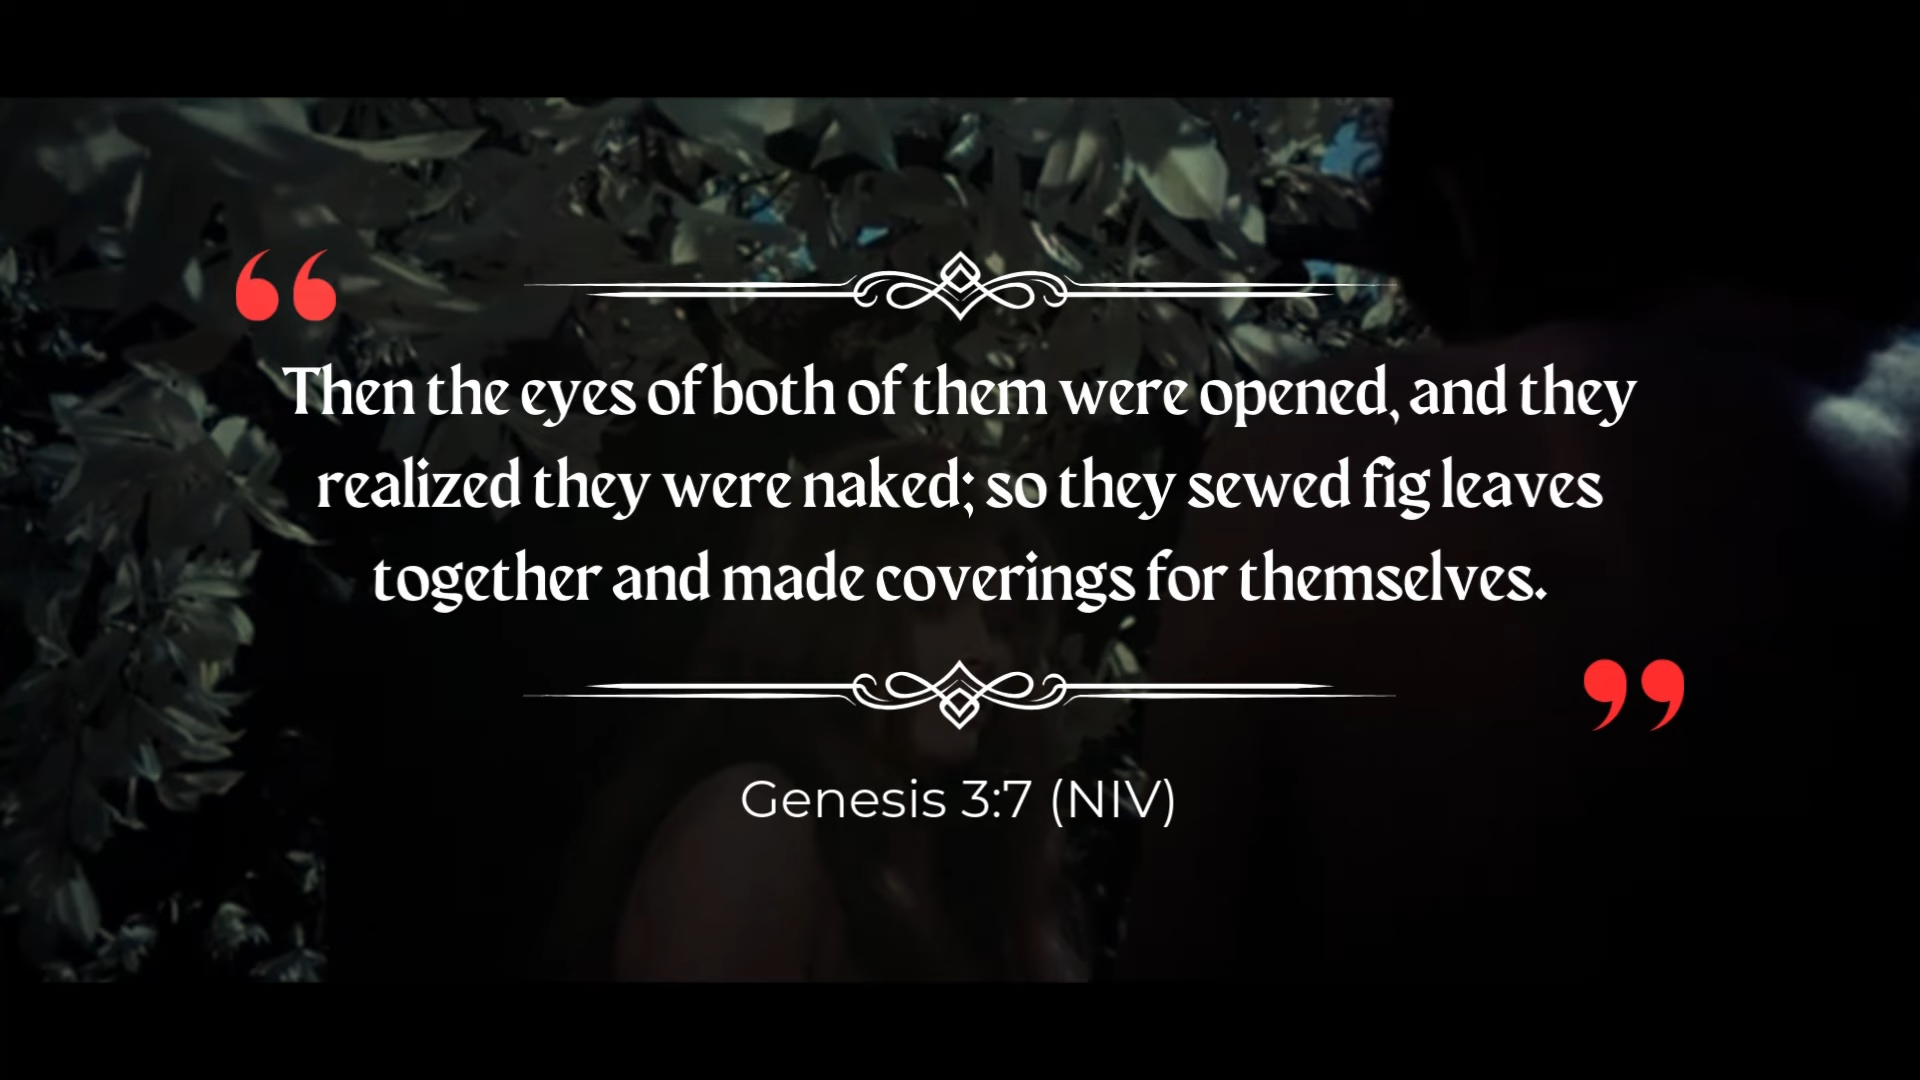 “
Then the eyes of both of them were opened, and they
realized they were naked; so they sewed fig leaves
together and made coverings for themselves.
”
Genesis 3:7 (NIV)